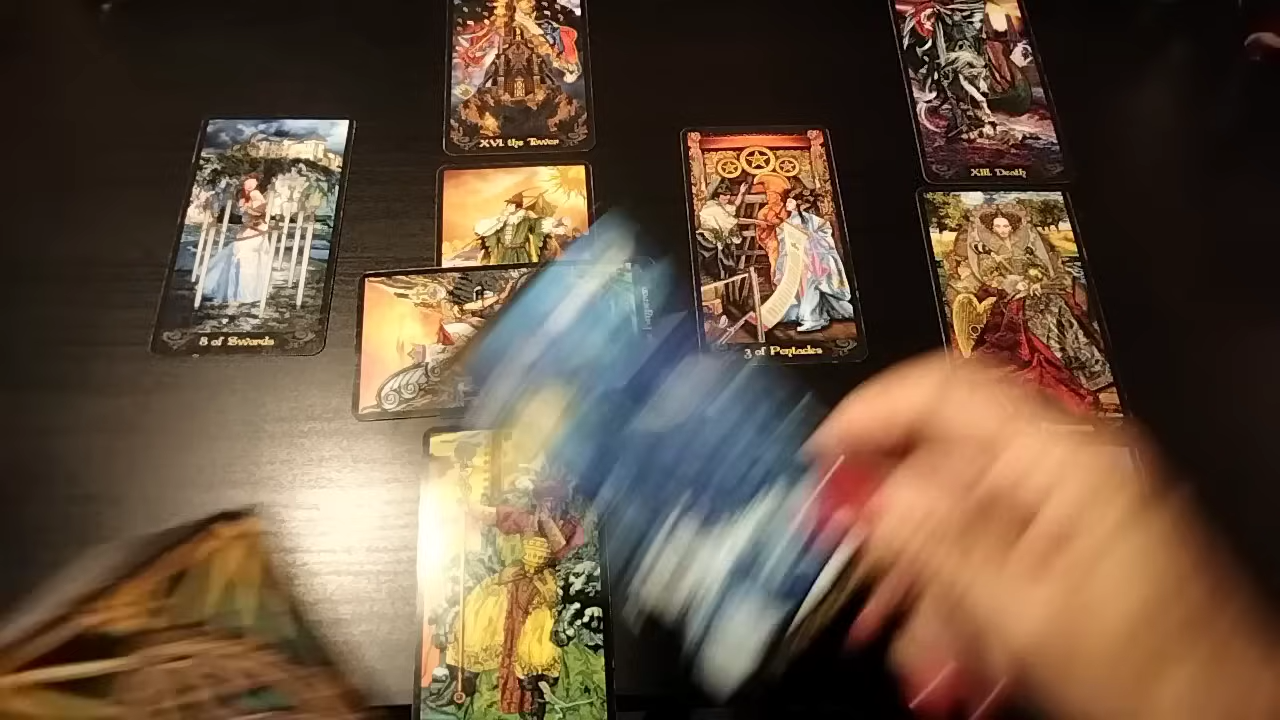 XVI the Tower
XIII Death
8 of Swords
3 of Pentacles